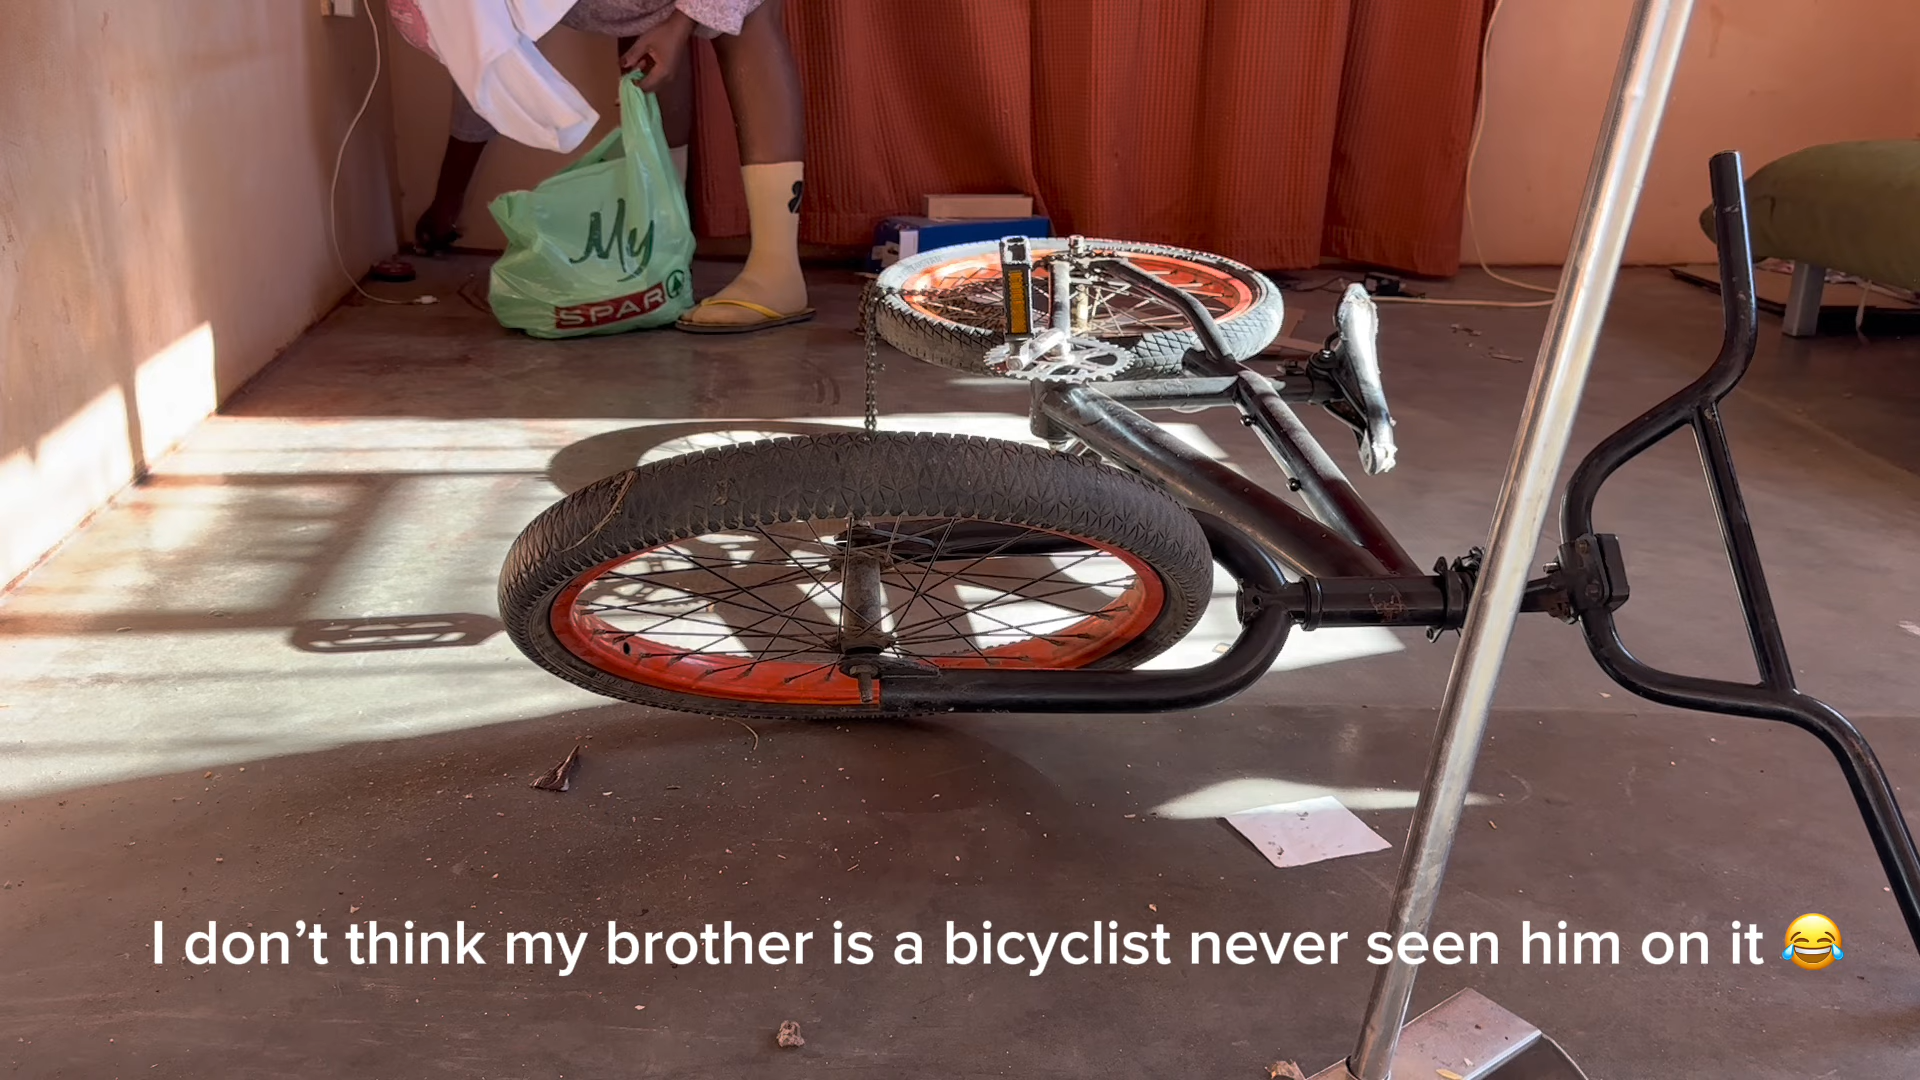 My
SPAR
I don’t think my brother is a bicyclist never seen him on it 😂